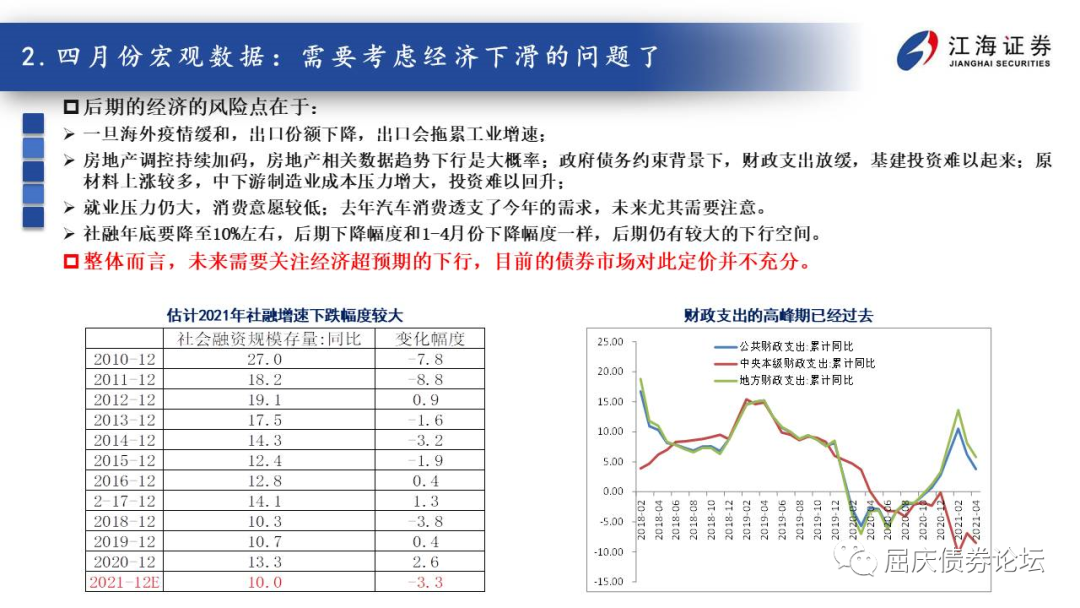 2.四月份宏观数据：需要考虑经济下滑的问题了
江海证券
JIANGHAI SECURITIES
后期的经济的风险点在于：
一旦海外疫情缓和，出口份额下降，出口会拖累工业增速；
房地产调控持续加码，房地产相关数据趋势下行是大概率；政府债务约束背景下，财政支出放缓，基建投资难以起来；原
材料上涨较多，中下游制造业成本压力增大，投资难以回升；
就业压力仍大，消费意愿较低；去年汽车消费透支了今年的需求，未来尤其需要注意。
社融年底要降至10%左右，后期下降幅度和1-4月份下降幅度一样，后期仍有较大的下行空间。
整体而言，未来需要关注经济超预期的下行，目前的债券市场对此定价并不充分。
估计2021年社融增速下跌幅度较大
社会融资规模存量:同比 变化幅度
2010-12 27.0 -7.8
2011-12 18.2 -8.8
2012-12 19.1 0.9
2013-12 17.5 -1.6
2014-12 14.3 -3.2
2015-12 12.4 -1.9
2016-12 12.8 0.4
2-17-12 14.1 1.3
2018-12 10.3 -3.8
2019-12 10.7 0.4
2020-12 13.3 2.6
2021-12E 10.0 -3.3
财政支出的高峰期已经过去
公共财政支出:累计同比
中央本级财政支出:累计同比
地方财政支出:累计同比
25.00
20.00
15.00
10.00
5.00
0.00
-5.00
-10.00
-15.00
2018-02
2018-04
2018-06
2018-08
2018-10
2018-12
2019-02
2019-04
2019-06
2019-08
2019-10
2019-12
2020-02
2020-04
2020-06
2020-08
2020-10
2020-12
2021-02
2021-04
屈庆债券论坛